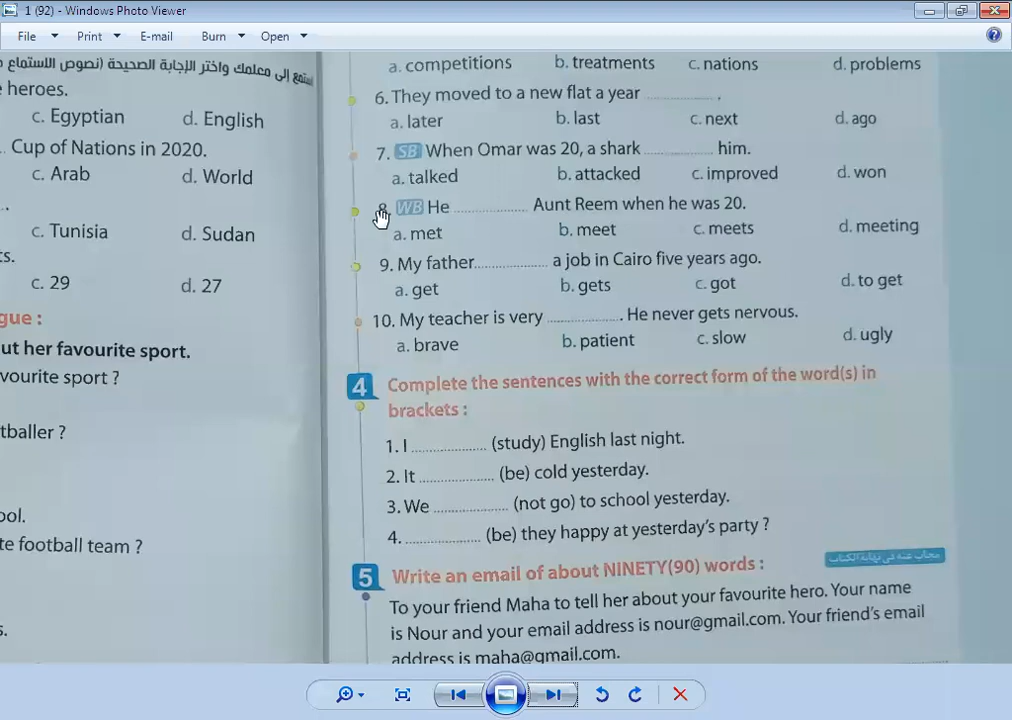 1 (92) - Windows Photo Viewer
File Print E-mail Burn Open
استمع إلى معلمك واختر الإجابة الصحيحة (نصوص الاستماع
heroes.
c. Egyptian d. English
Cup of Nations in 2020.
c. Arab d. World
c. Tunisia d. Sudan
ts.
c. 29 d. 27
gue :
ut her favourite sport.
vourite sport ?
tballer ?
ool.
te football team ?
s.
a. competitions b. treatments c. nations d. problems
6. They moved to a new flat a year .............. .
a. later b. last c. next d. ago
7. SB When Omar was 20, a shark .............. him.
a. talked b. attacked c. improved d. won
8. WB He .............. Aunt Reem when he was 20.
a. met b. meet c. meets d. meeting
9. My father.............. a job in Cairo five years ago.
a. get b. gets c. got d. to get
10. My teacher is very .............. . He never gets nervous.
a. brave b. patient c. slow d. ugly
4 Complete the sentences with the correct form of the word(s) in
brackets :
1. I .............. (study) English last night.
2. It .............. (be) cold yesterday.
3. We .............. (not go) to school yesterday.
4. .............. (be) they happy at yesterday's party ?
مجاب عنه في نهاية الكتاب
5 Write an email of about NINETY(90) words :
To your friend Maha to tell her about your favourite hero. Your name
is Nour and your email address is nour@gmail.com. Your friend's email
address is maha@gmail.com.